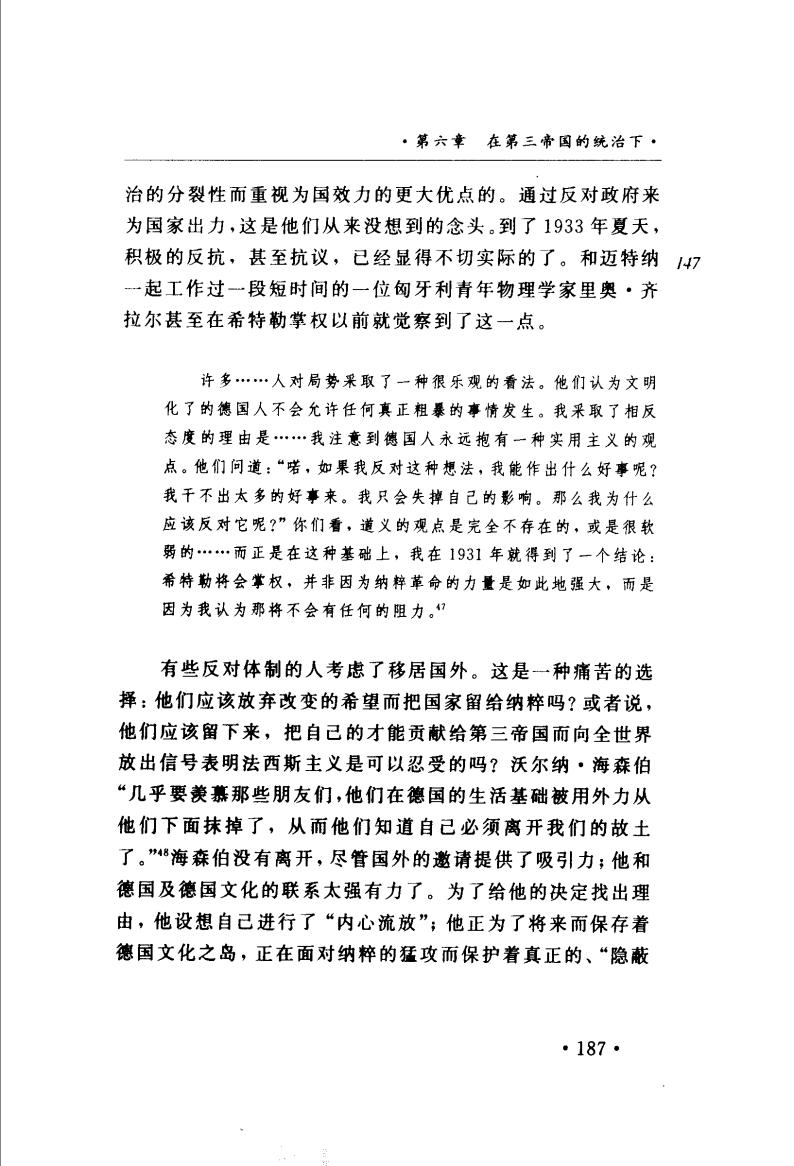 ·第六章 在第三帝国的统治下·
治的分裂性而重视为国效力的更大优点的。通过反对政府来
为国家出力，这是他们从来没想到的念头。到了1933年夏天，
积极的反抗，甚至抗议，已经显得不切实际的了。和迈特纳 147
一起工作过一段短时间的一位匈牙利青年物理学家里奥·齐
拉尔甚至在希特勒掌权以前就觉察到了这一点。
许多……人对局势采取了一种很乐观的看法。他们认为文明
化了的德国人不会允许任何真正粗暴的事情发生。我采取了相反
态度的理由是……我注意到德国人永远抱有一种实用主义的观
点。他们问道：“喏，如果我反对这种想法，我能作出什么好事呢？
我干不出太多的好事来。我只会失掉自己的影响。那么我为什么
应该反对它呢？”你们看，道义的观点是完全不存在的，或是很软
弱的……而正是在这种基础上，我在1931年就得到了一个结论：
希特勒将会掌权，并非因为纳粹革命的力量是如此地强大，而是
因为我认为那将不会有任何的阻力。47
有些反对体制的人考虑了移居国外。这是一种痛苦的选
择：他们应该放弃改变的希望而把国家留给纳粹吗？或者说，
他们应该留下来，把自己的才能贡献给第三帝国而向全世界
放出信号表明法西斯主义是可以忍受的吗？沃尔纳·海森伯
“几乎要羡慕那些朋友们，他们在德国的生活基础被用外力从
他们下面抹掉了，从而他们知道自己必须离开我们的故土
了。”48海森伯没有离开，尽管国外的邀请提供了吸引力；他和
德国及德国文化的联系太强有力了。为了给他的决定找出理
由，他设想自己进行了“内心流放”；他正为了将来而保存着
德国文化之岛，正在面对纳粹的猛攻而保护着真正的、“隐蔽
·187·